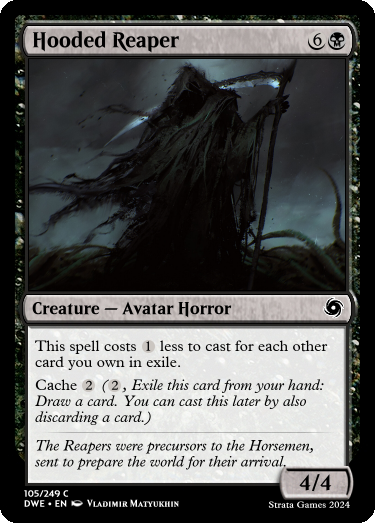 Hooded Reaper 6
Creature — Avatar Horror
This spell costs 1 less to cast for each other
card you own in exile.
Cache 2 (2, Exile this card from your hand:
Draw a card. You can cast this later by also
discarding a card.)
The Reapers were precursors to the Horsemen,
sent to prepare the world for their arrival.
4/4
105/249 C
DWE • EN Vladimir Matyukhin
Strata Games 2024